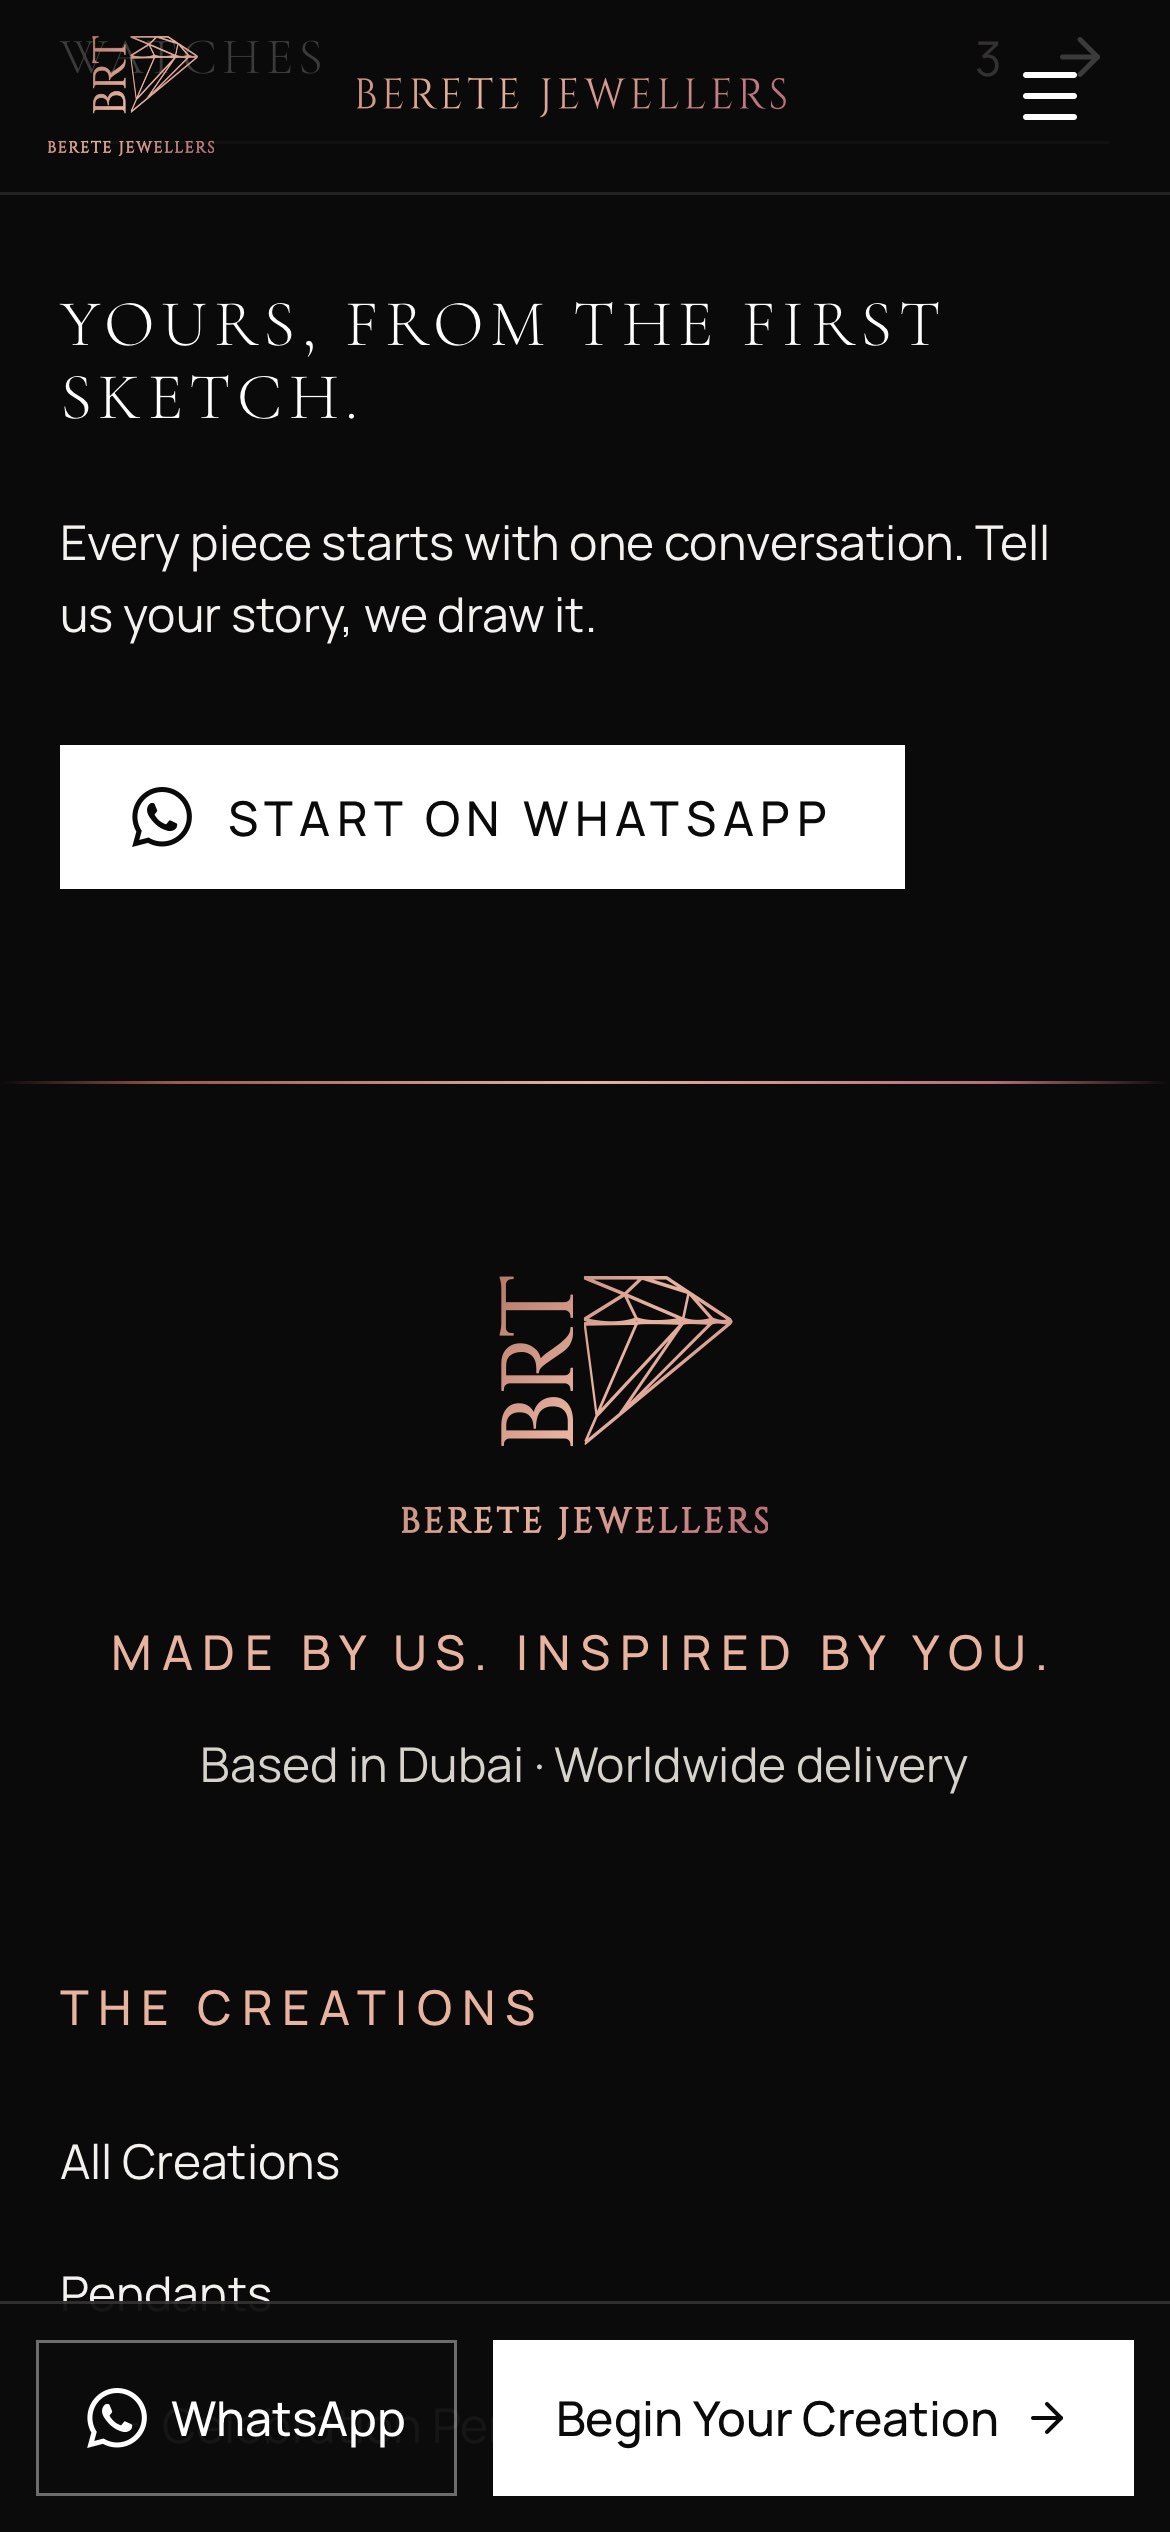 WATCHES 3
BRT
BERETE JEWELLERS
BERETE JEWELLERS
YOURS, FROM THE FIRST
SKETCH.
Every piece starts with one conversation. Tell
us your story, we draw it.
START ON WHATSAPP
BRT
BERETE JEWELLERS
MADE BY US. INSPIRED BY YOU.
Based in Dubai · Worldwide delivery
THE CREATIONS
All Creations
Pendants
WhatsApp
Begin Your Creation